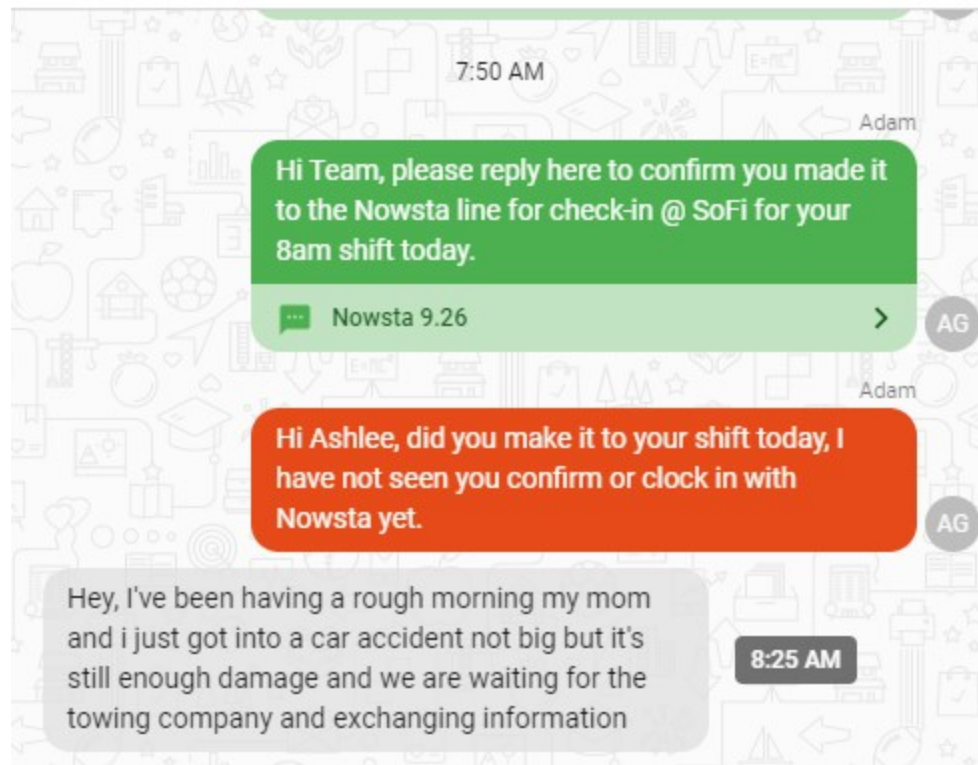 7:50 AM
Adam
Hi Team, please reply here to confirm you made it
to the Nowsta line for check-in @ SoFi for your
8am shift today.
Nowsta 9.26
AG
Adam
Hi Ashlee, did you make it to your shift today, I
have not seen you confirm or clock in with
Nowsta yet.
AG
Hey, I've been having a rough morning my mom
and i just got into a car accident not big but it's
still enough damage and we are waiting for the
towing company and exchanging information
8:25 AM